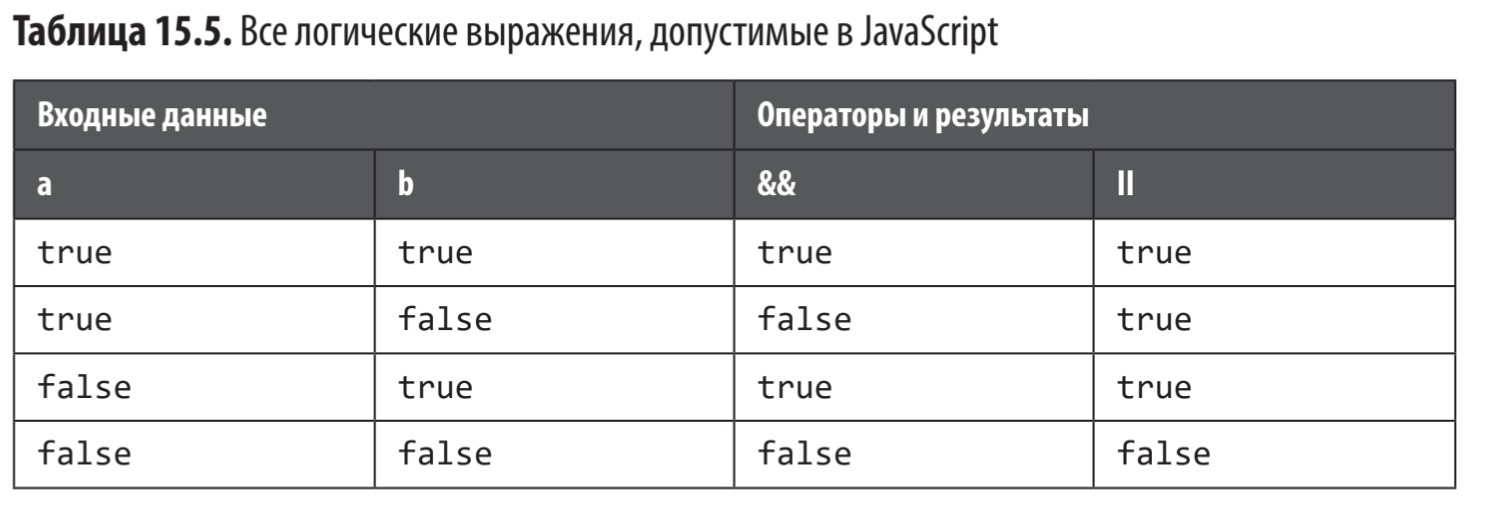 Таблица 15.5. Все логические выражения, допустимые в JavaScript
Входные данные Операторы и результаты
a b && ||
true true true true
true false false true
false true true true
false false false false